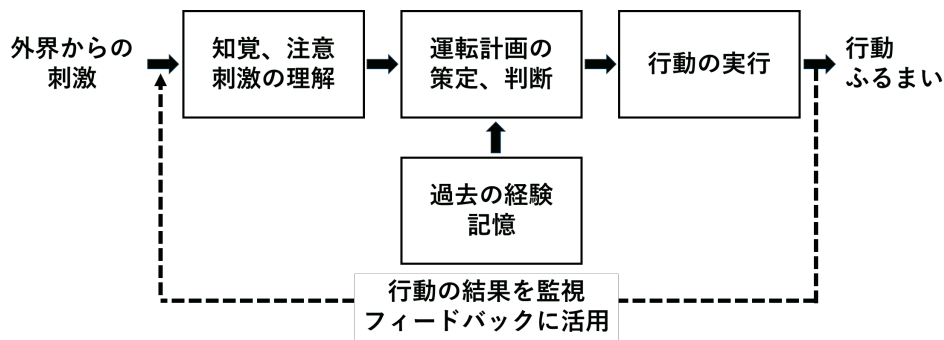 外界からの
刺激
知覚、注意
刺激の理解
運転計画の
策定、判断
行動の実行
行動
ふるまい
過去の経験
記憶
行動の結果を監視
フィードバックに活用